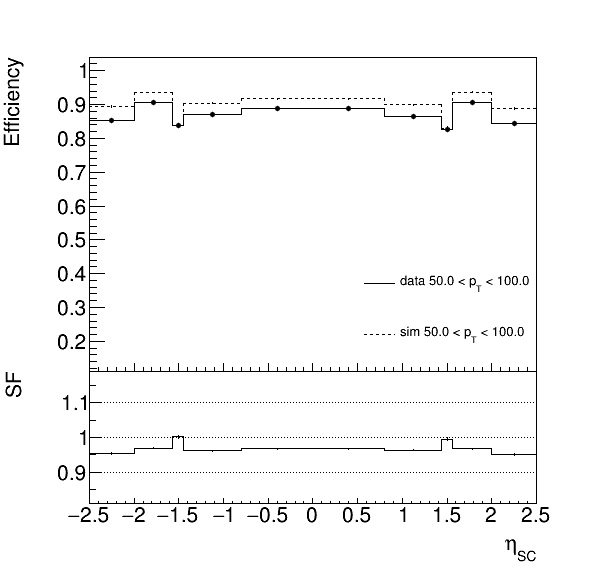 Efficiency
1
0.9
0.8
0.7
0.6
0.5
0.4
0.3
0.2
data 50.0 < p_T < 100.0
sim 50.0 < p_T < 100.0
SF
1.1
1
0.9
−2.5 −2 −1.5 −1 −0.5 0 0.5 1 1.5 2 2.5
η_SC